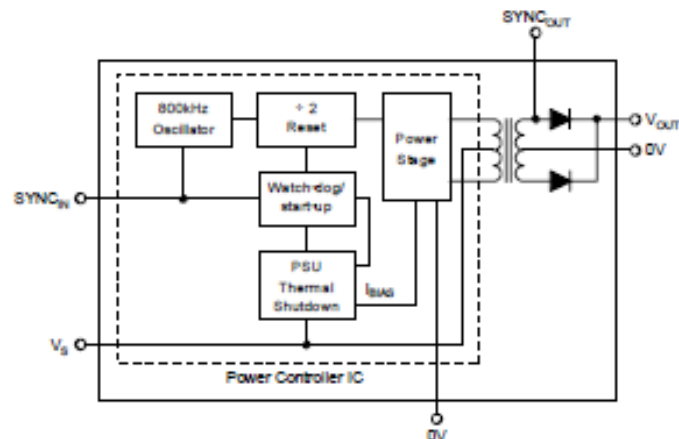 SYNCOUT
800kHz
Oscillator
÷ 2
Reset
Power
Stage
VOUT
0V
SYNCIN
Watch-dog/
start-up
PSU
Thermal
Shutdown
IBIAS
VS
Power Controller IC
0V